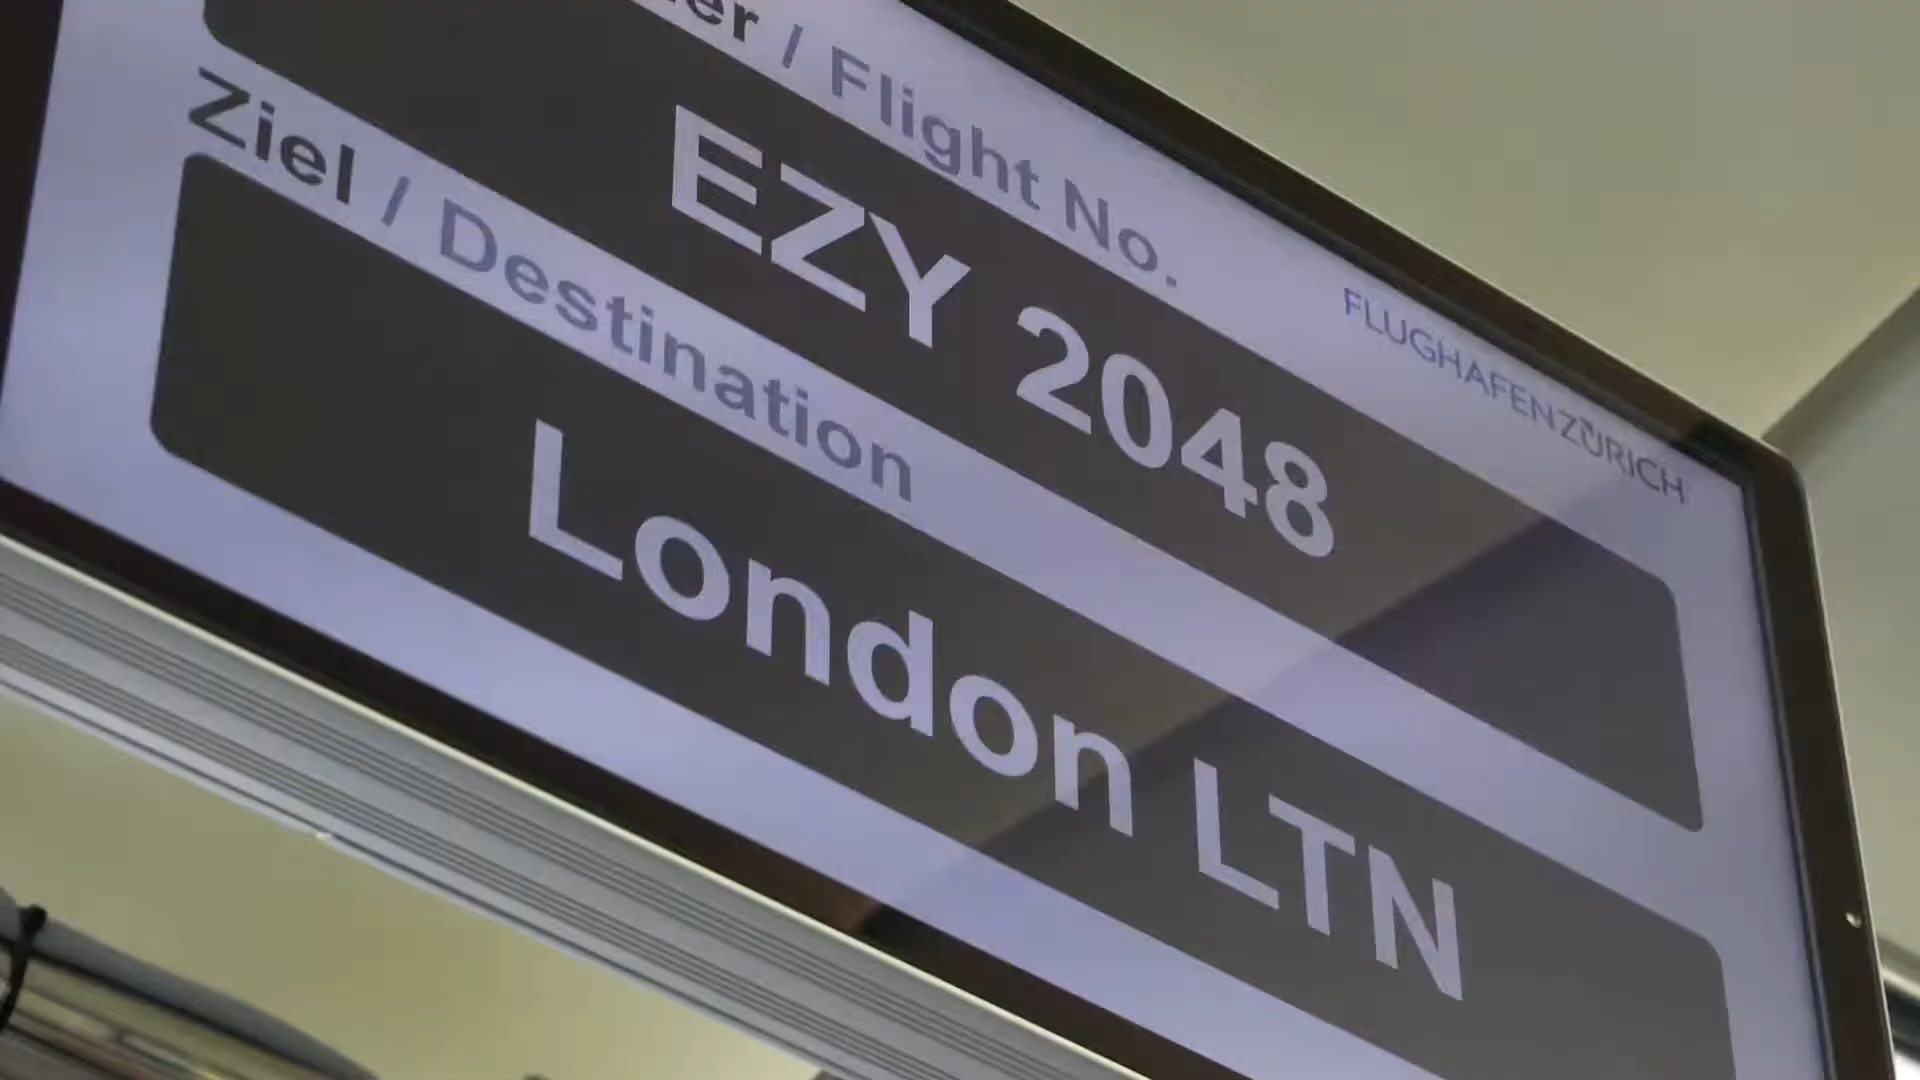 / Flight No.
EZY 2048
FLUGHAFEN ZÜRICH
Ziel / Destination
London LTN